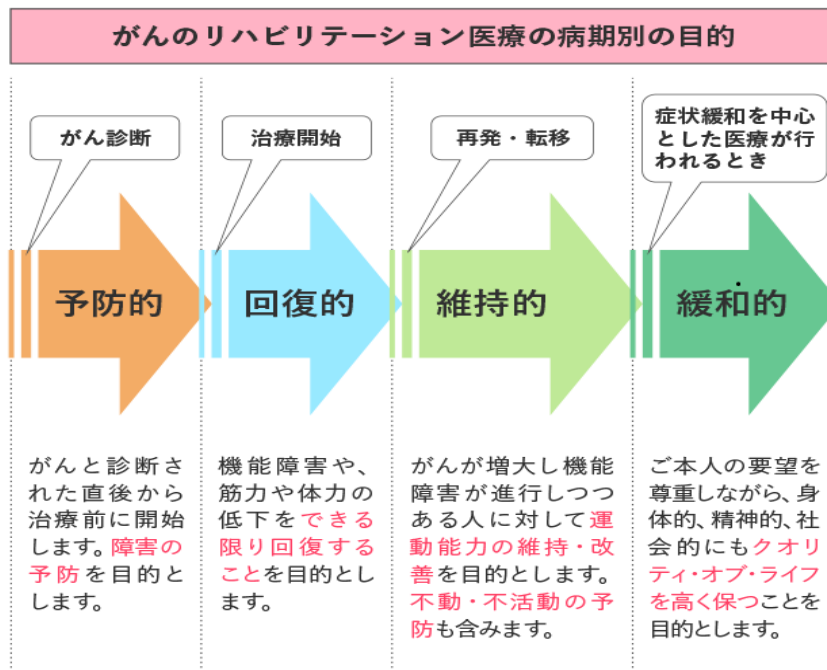 がんのリハビリテーション医療の病期別の目的
がん診断
治療開始
再発・転移
症状緩和を中心
とした医療が行
われるとき
予防的
回復的
維持的
緩和的
がんと診断さ
れた直後から
治療前に開始
します。障害の
予防を目的と
します。
機能障害や、
筋力や体力の
低下をできる
限り回復する
ことを目的とし
ます。
がんが増大し機能
障害が進行しつつ
ある人に対して運
動能力の維持・改
善を目的とします。
不動・不活動の予
防も含みます。
ご本人の要望を
尊重しながら、身
体的、精神的、社
会的にもクオリ
ティ・オブ・ライフ
を高く保つことを
目的とします。